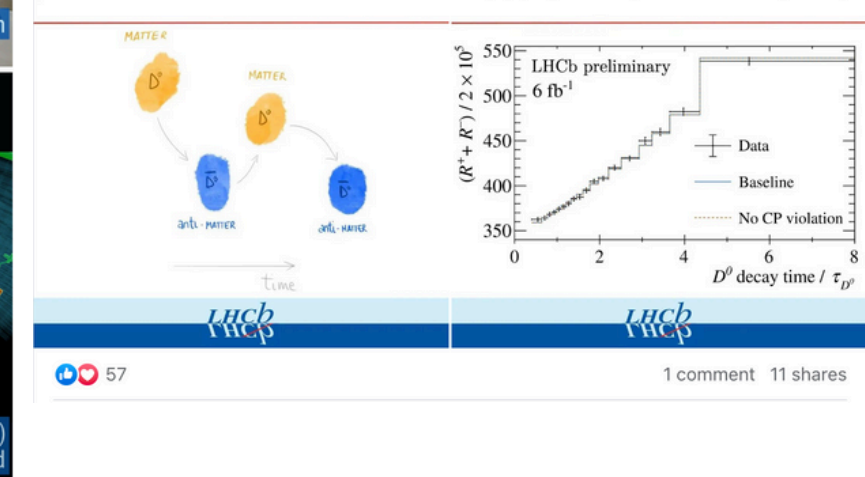 MATTER
D⁰
MATTER
D⁰
D̄⁰
anti-MATTER
D̄⁰
anti-MATTER
time
LHCb
(R⁺+ R⁻) / 2 × 10⁵
550
500
450
400
350
LHCb preliminary
6 fb⁻¹
Data
Baseline
No CP violation
0 2 4 6 8
D⁰ decay time / τ_D⁰
LHCb
57
1 comment 11 shares